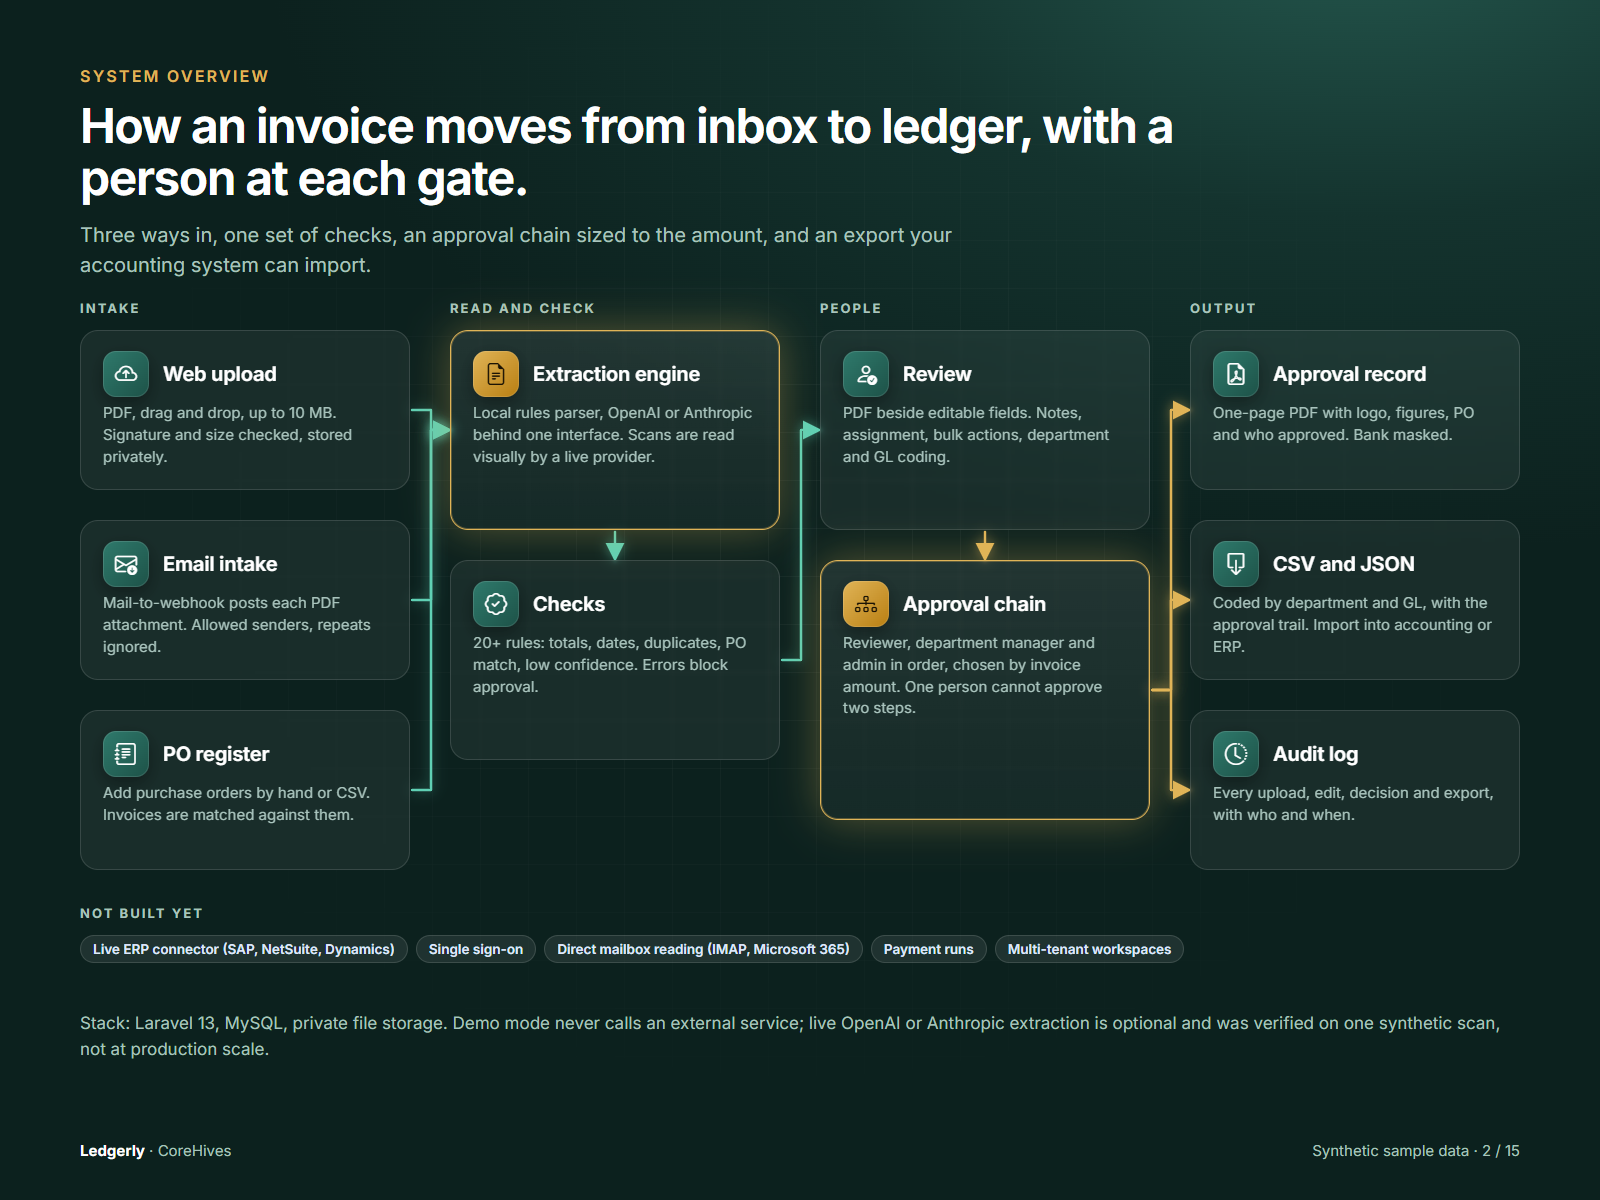 SYSTEM OVERVIEW
How an invoice moves from inbox to ledger, with a
person at each gate.
Three ways in, one set of checks, an approval chain sized to the amount, and an export your
accounting system can import.
INTAKE
Web upload
PDF, drag and drop, up to 10 MB.
Signature and size checked, stored
privately.
Email intake
Mail-to-webhook posts each PDF
attachment. Allowed senders, repeats
ignored.
PO register
Add purchase orders by hand or CSV.
Invoices are matched against them.
READ AND CHECK
Extraction engine
Local rules parser, OpenAI or Anthropic
behind one interface. Scans are read
visually by a live provider.
Checks
20+ rules: totals, dates, duplicates, PO
match, low confidence. Errors block
approval.
PEOPLE
Review
PDF beside editable fields. Notes,
assignment, bulk actions, department
and GL coding.
Approval chain
Reviewer, department manager and
admin in order, chosen by invoice
amount. One person cannot approve
two steps.
OUTPUT
Approval record
One-page PDF with logo, figures, PO
and who approved. Bank masked.
CSV and JSON
Coded by department and GL, with the
approval trail. Import into accounting or
ERP.
Audit log
Every upload, edit, decision and export,
with who and when.
NOT BUILT YET
Live ERP connector (SAP, NetSuite, Dynamics)
Single sign-on
Direct mailbox reading (IMAP, Microsoft 365)
Payment runs
Multi-tenant workspaces
Stack: Laravel 13, MySQL, private file storage. Demo mode never calls an external service; live OpenAI or Anthropic extraction is optional and was verified on one synthetic scan,
not at production scale.
Ledgerly · CoreHives
Synthetic sample data · 2 / 15